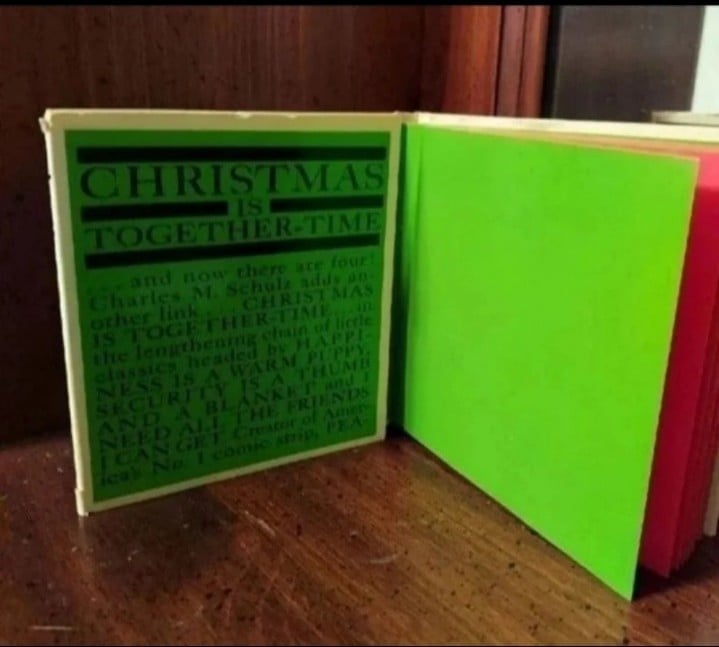 CHRISTMAS
IS
TOGETHER-TIME
. . . and now there are four!
Charles M. Schulz adds an-
other link . . . CHRISTMAS
IS TOGETHER-TIME . . . in
the lengthening chain of little
classics headed by HAPPI-
NESS IS A WARM PUPPY,
SECURITY IS A THUMB
AND A BLANKET and I
NEED ALL THE FRIENDS
I CAN GET. Creator of Amer-
ica's No. 1 comic strip, PEA-